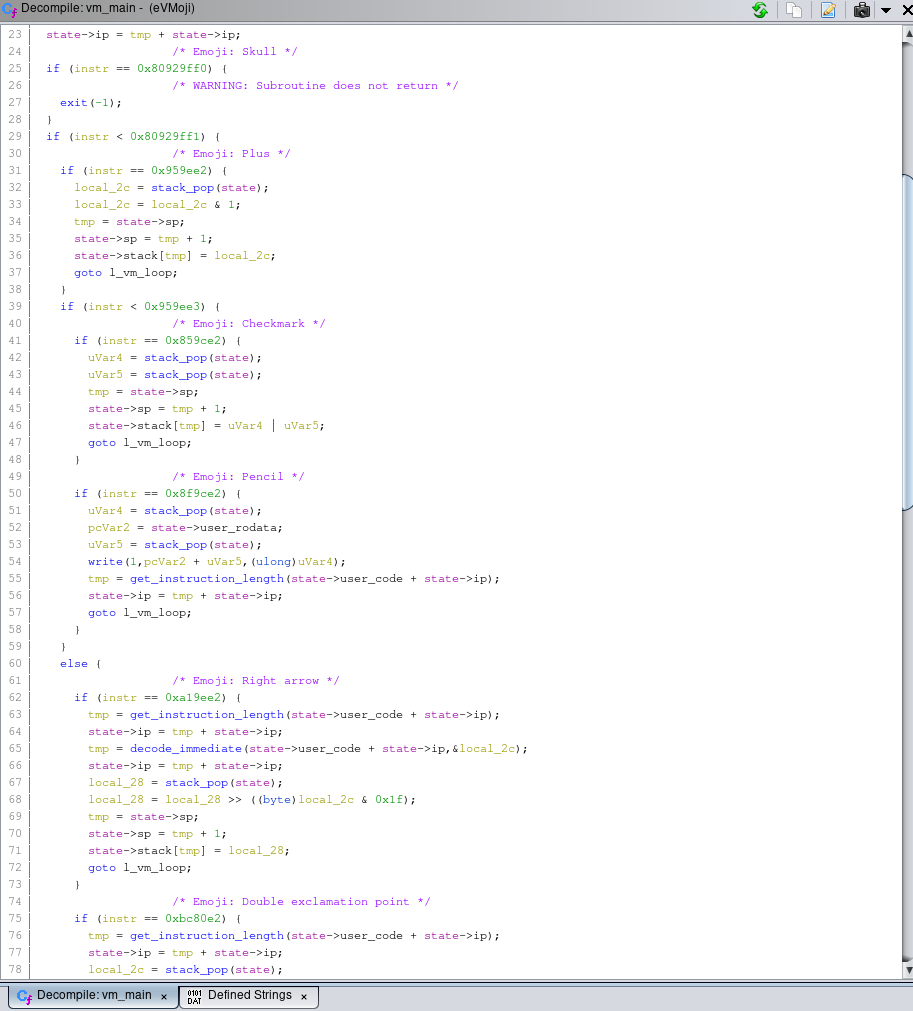 Decompile: vm_main - (eVMoji)
23 state->ip = tmp + state->ip;
24 /* Emoji: Skull */
25 if (instr == 0x80929ff0) {
26 /* WARNING: Subroutine does not return */
27 exit(-1);
28 }
29 if (instr < 0x80929ff1) {
30 /* Emoji: Plus */
31 if (instr == 0x959ee2) {
32 local_2c = stack_pop(state);
33 local_2c = local_2c & 1;
34 tmp = state->sp;
35 state->sp = tmp + 1;
36 state->stack[tmp] = local_2c;
37 goto l_vm_loop;
38 }
39 if (instr < 0x959ee3) {
40 /* Emoji: Checkmark */
41 if (instr == 0x859ce2) {
42 uVar4 = stack_pop(state);
43 uVar5 = stack_pop(state);
44 tmp = state->sp;
45 state->sp = tmp + 1;
46 state->stack[tmp] = uVar4 | uVar5;
47 goto l_vm_loop;
48 }
49 /* Emoji: Pencil */
50 if (instr == 0x8f9ce2) {
51 uVar4 = stack_pop(state);
52 pcVar2 = state->user_rodata;
53 uVar5 = stack_pop(state);
54 write(1,pcVar2 + uVar5,(ulong)uVar4);
55 tmp = get_instruction_length(state->user_code + state->ip);
56 state->ip = tmp + state->ip;
57 goto l_vm_loop;
58 }
59 }
60 else {
61 /* Emoji: Right arrow */
62 if (instr == 0xa19ee2) {
63 tmp = get_instruction_length(state->user_code + state->ip);
64 state->ip = tmp + state->ip;
65 tmp = decode_immediate(state->user_code + state->ip,&local_2c);
66 state->ip = tmp + state->ip;
67 local_28 = stack_pop(state);
68 local_28 = local_28 >> ((byte)local_2c & 0x1f);
69 tmp = state->sp;
70 state->sp = tmp + 1;
71 state->stack[tmp] = local_28;
72 goto l_vm_loop;
73 }
74 /* Emoji: Double exclamation point */
75 if (instr == 0xbc80e2) {
76 tmp = get_instruction_length(state->user_code + state->ip);
77 state->ip = tmp + state->ip;
78 local_2c = stack_pop(state);
Decompile: vm_main × Defined Strings ×